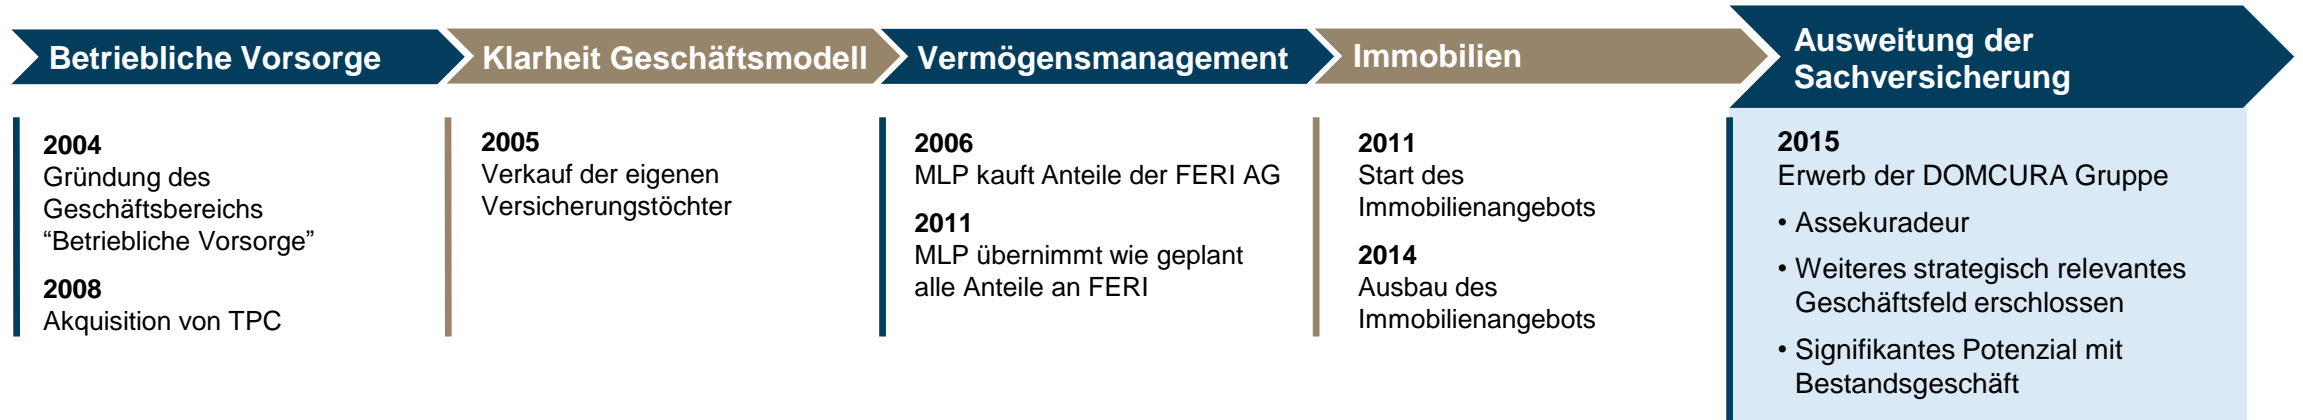 Betriebliche Vorsorge
2004
Gründung des
Geschäftsbereichs
“Betriebliche Vorsorge”
2008
Akquisition von TPC
Klarheit Geschäftsmodell
2005
Verkauf der eigenen
Versicherungstöchter
Vermögensmanagement
2006
MLP kauft Anteile der FERI AG
2011
MLP übernimmt wie geplant
alle Anteile an FERI
Immobilien
2011
Start des
Immobilienangebots
2014
Ausbau des
Immobilienangebots
Ausweitung der
Sachversicherung
2015
Erwerb der DOMCURA Gruppe
• Assekuradeur
• Weiteres strategisch relevantes
Geschäftsfeld erschlossen
• Signifikantes Potenzial mit
Bestandsgeschäft